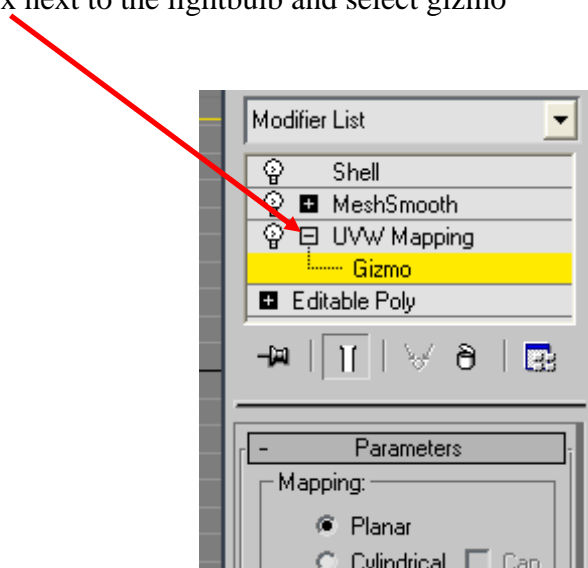 next to the lightbulb and select gizmo
Modifier List
Shell
MeshSmooth
UVW Mapping
Gizmo
Editable Poly
- Parameters
Mapping:
Planar
Cylindrical Cap